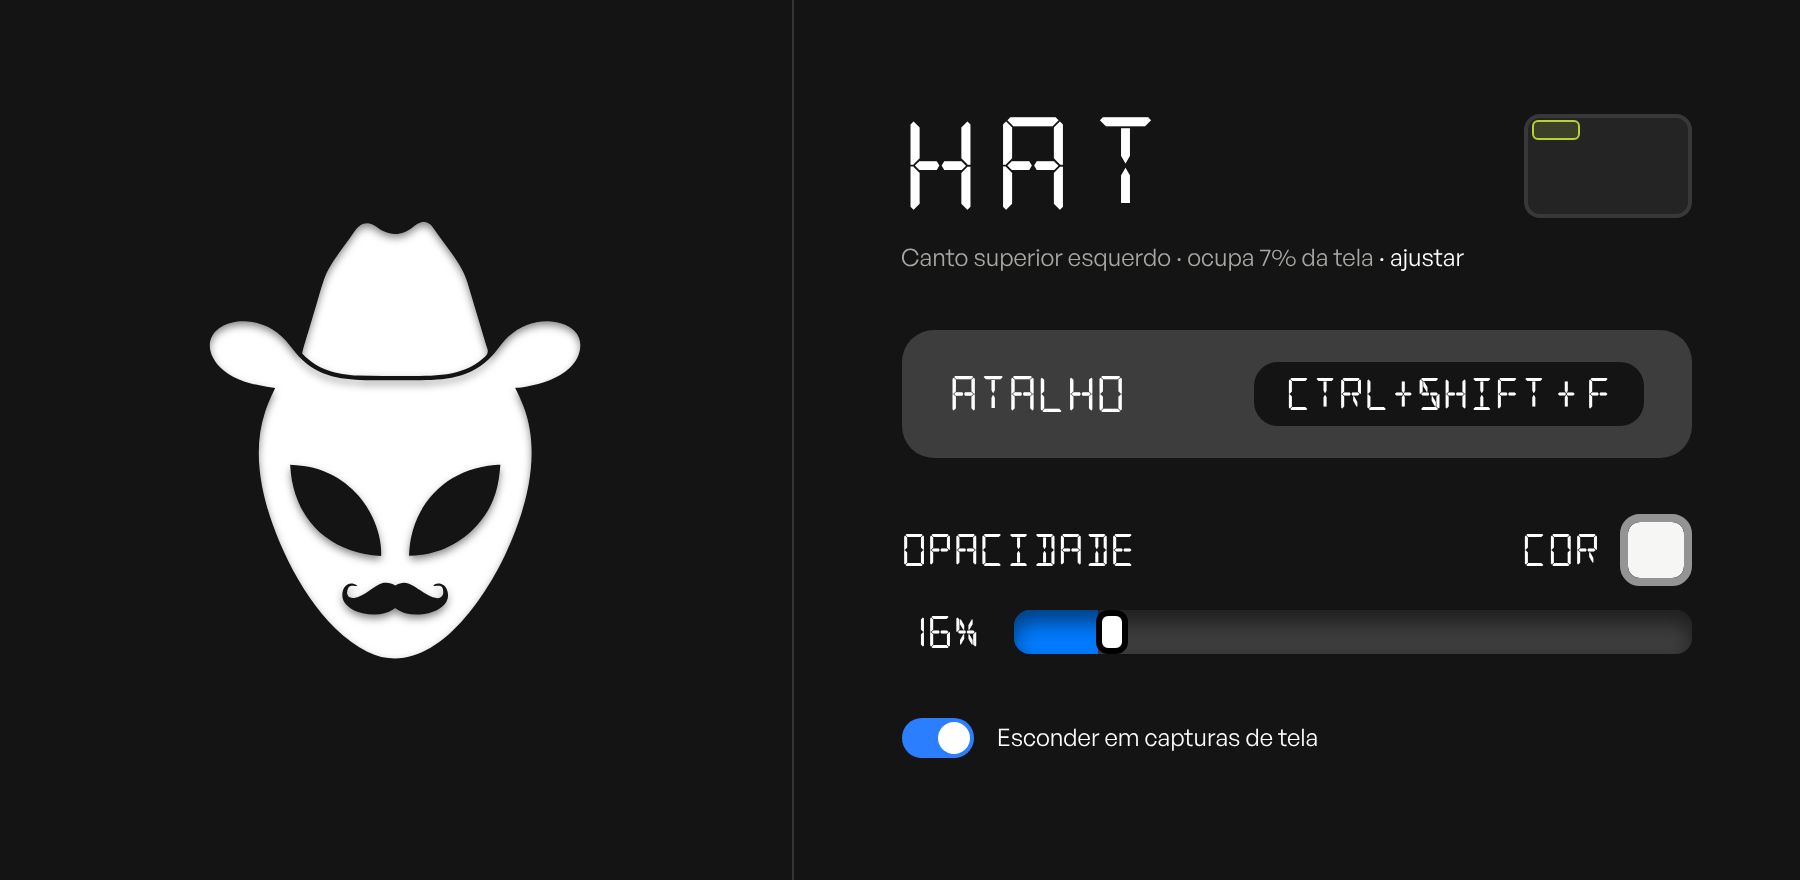 HAT
Canto superior esquerdo · ocupa 7% da tela · ajustar
ATALHO CTRL+SHIFT+F
OPACIDADE COR
16%
Esconder em capturas de tela